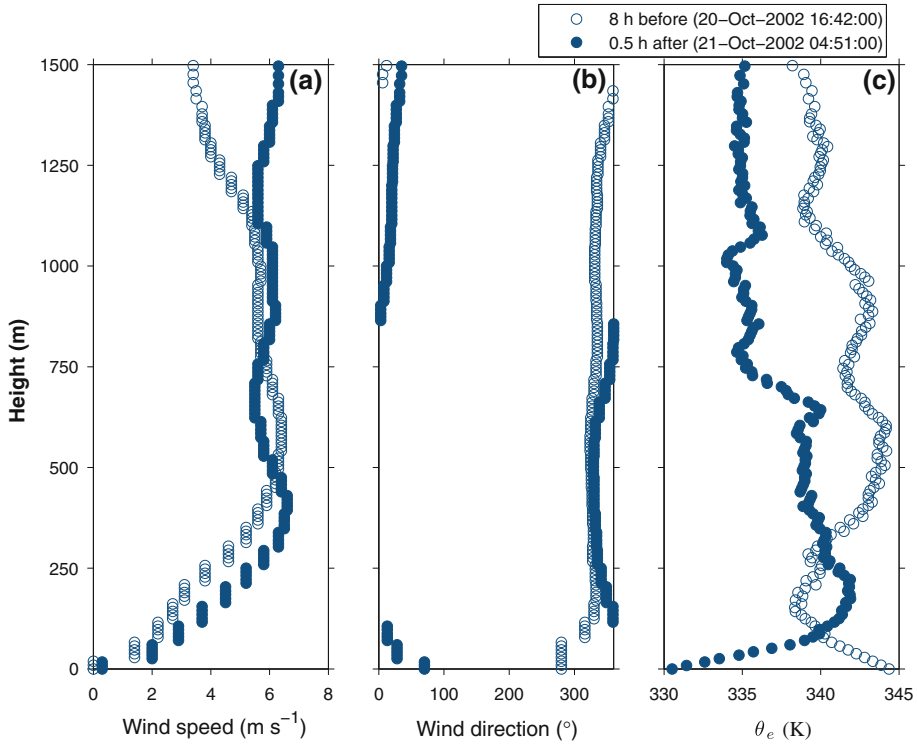 8 h before (20−Oct−2002 16:42:00)
0.5 h after (21−Oct−2002 04:51:00)
(a) (b) (c)
1500
1250
1000
750
500
250
0
Height (m)
0 2 4 6 8
0 100 200 300
330 335 340 345
Wind speed (m s⁻¹)
Wind direction (°)
θₑ (K)